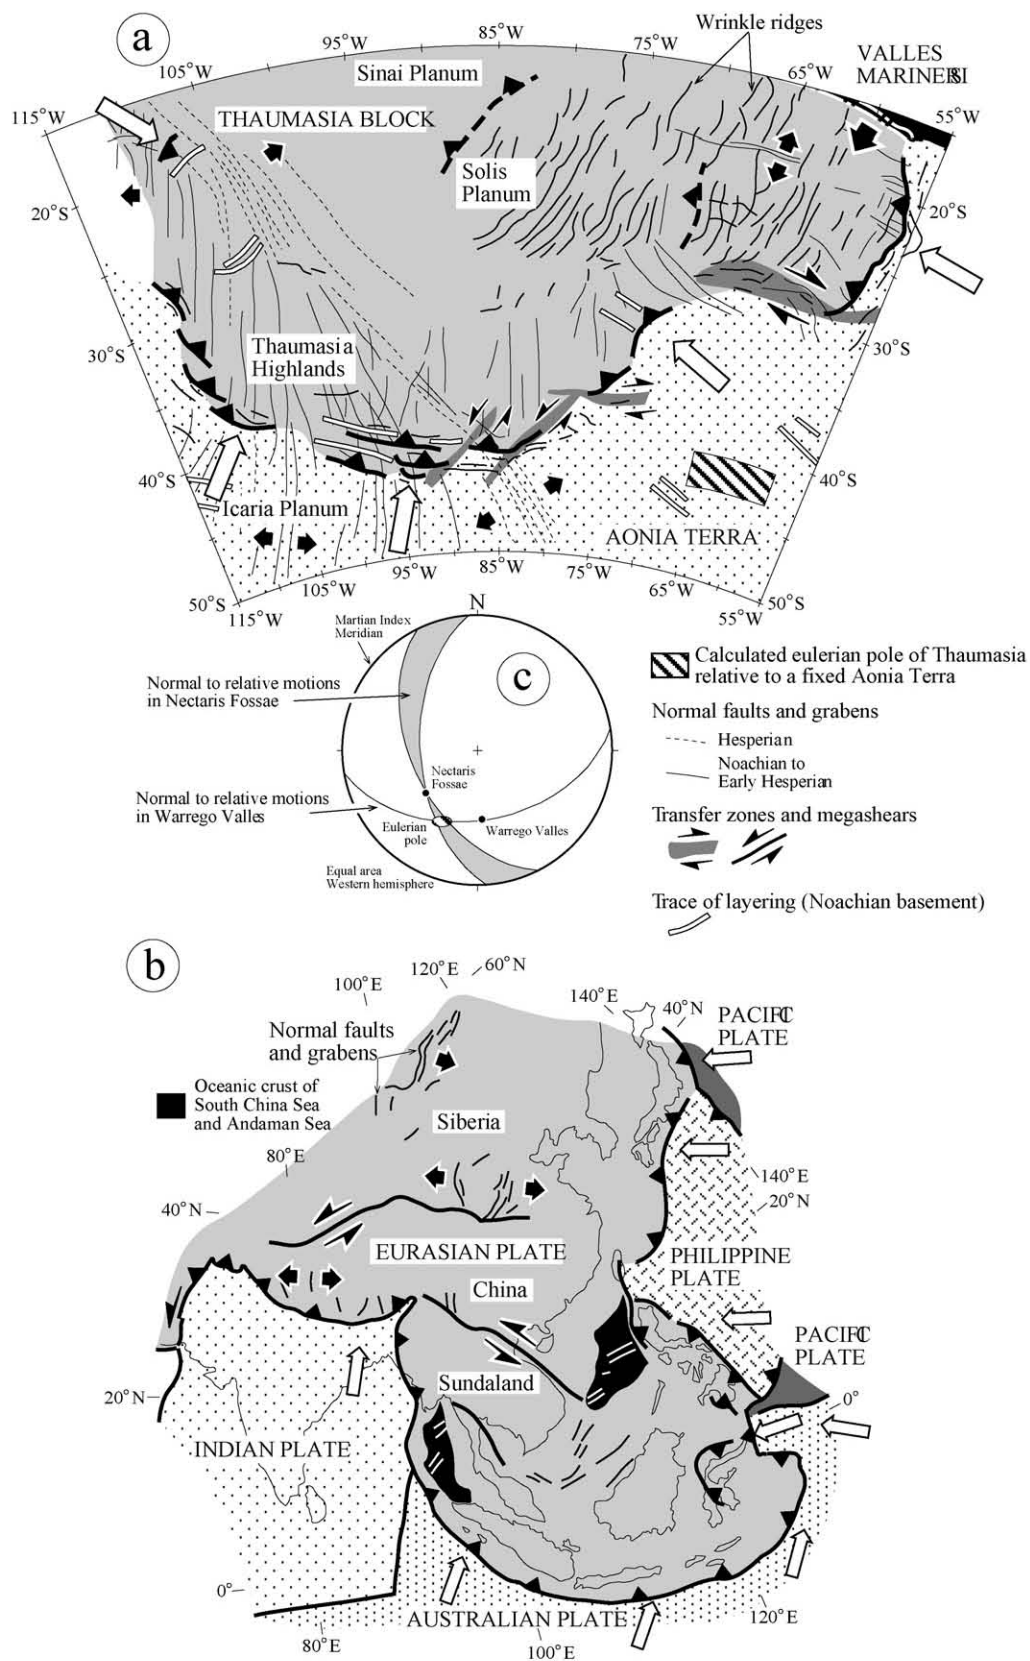 a
95°W
85°W
75°W
Wrinkle ridges
105°W
65°W
VALLES
MARINERSI
Sinai Planum
115°W
THAUMASIA BLOCK
55°W
Solis
Planum
20°S
20°S
30°S
Thaumasia
Highlands
30°S
40°S
40°S
Icaria Planum
AONIA TERRA
50°S
115°W
105°W
95°W
85°W
75°W
65°W
55°W
50°S
N
Martian Index
Meridian
c
Normal to relative motions
in Nectaris Fossae
Nectaris
Fossae
Normal to relative motions
in Warrego Valles
Eulerian
pole
Warrego Valles
Equal area
Western hemisphere
Calculated eulerian pole of Thaumasia
relative to a fixed Aonia Terra
Normal faults and grabens
Hesperian
Noachian to
Early Hesperian
Transfer zones and megashears
Trace of layering (Noachian basement)
b
100°E
120°E
60°N
140°E
40°N
PACIFIC
PLATE
Normal faults
and grabens
Oceanic crust of
South China Sea
and Andaman Sea
Siberia
80°E
140°E
20°N
40°N
EURASIAN PLATE
PHILIPPINE
PLATE
China
PACIFIC
PLATE
Sundaland
20°N
0°
INDIAN PLATE
0°
AUSTRALIAN PLATE
120°E
80°E
100°E